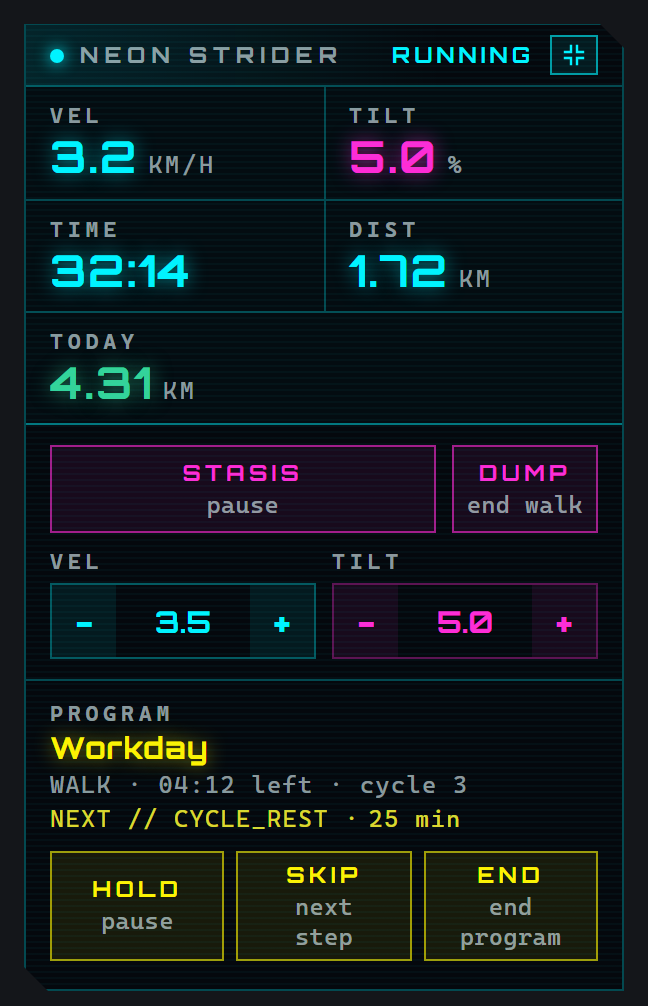 NEON STRIDER RUNNING
VEL TILT
3.2 KM/H 5.0 %
TIME DIST
32:14 1.72 KM
TODAY
4.31 KM
STASIS DUMP
pause end walk
VEL TILT
- 3.5 + - 5.0 +
PROGRAM
Workday
WALK · 04:12 left · cycle 3
NEXT // CYCLE_REST · 25 min
HOLD SKIP END
pause next end
step program